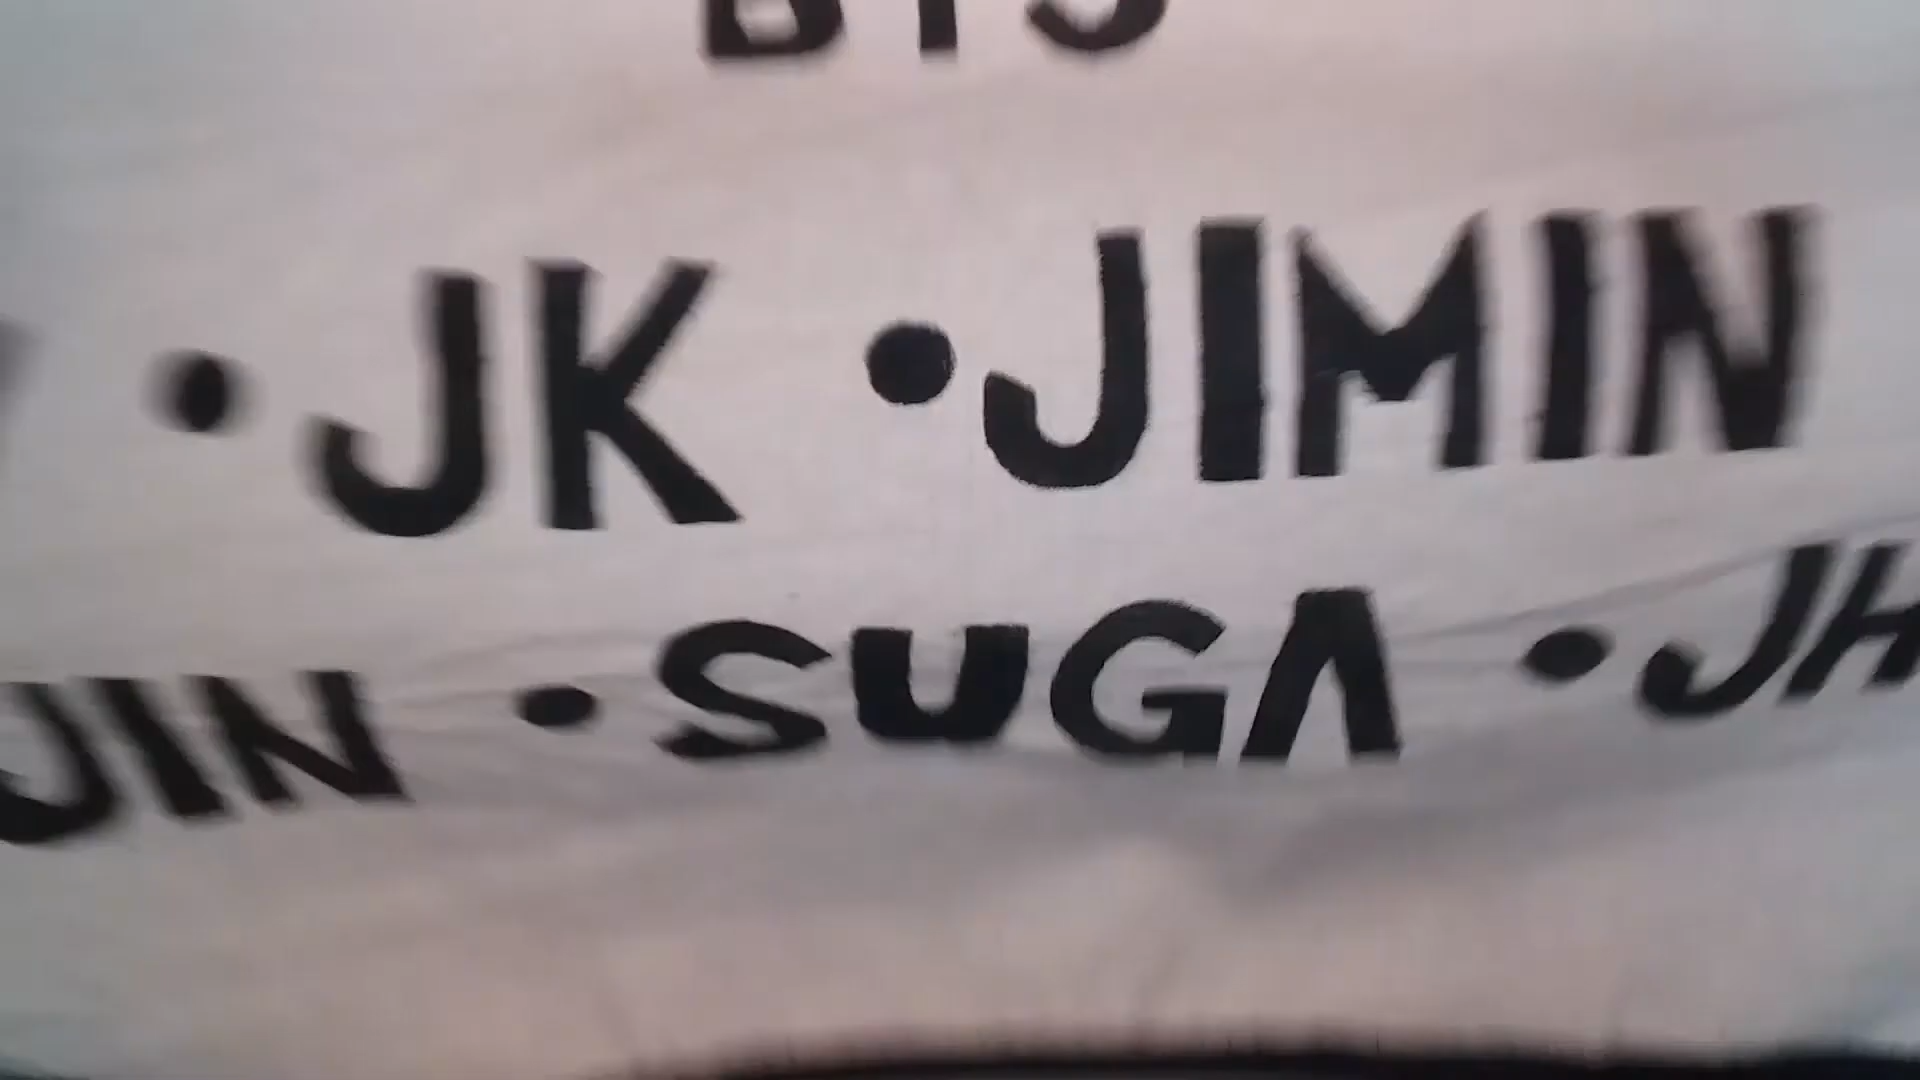 BTS
• JK • JIMIN
JIN • SUGA • JH